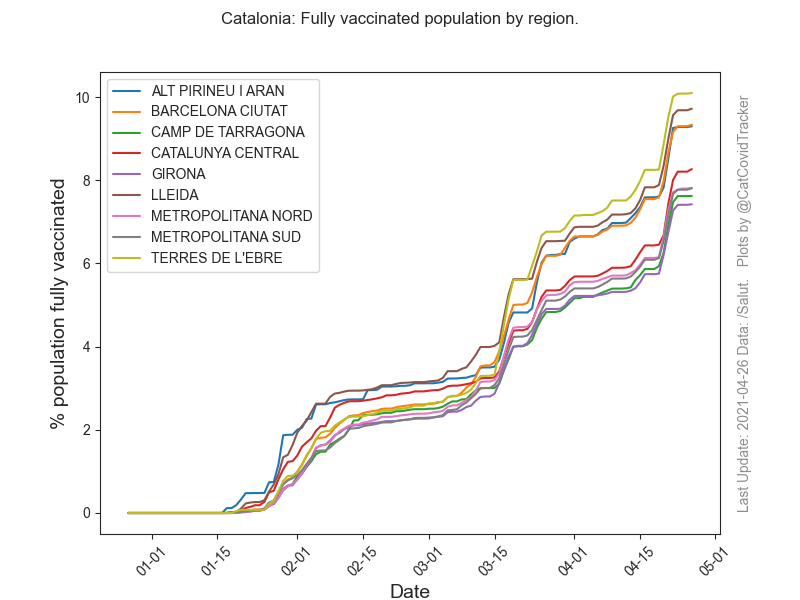 Catalonia: Fully vaccinated population by region.
ALT PIRINEU I ARAN
BARCELONA CIUTAT
CAMP DE TARRAGONA
CATALUNYA CENTRAL
GIRONA
LLEIDA
METROPOLITANA NORD
METROPOLITANA SUD
TERRES DE L'EBRE
% population fully vaccinated
10
8
6
4
2
0
01-01
01-15
02-01
02-15
03-01
03-15
04-01
04-15
05-01
Date
Last Update: 2021-04-26 Data: /Salut. Plots by @CatCovidTracker